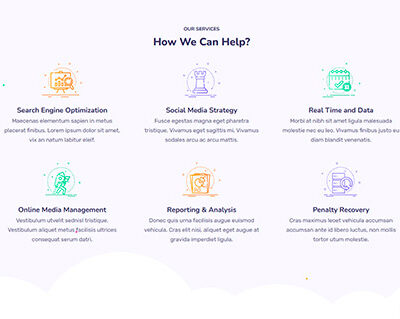 OUR SERVICES
How We Can Help?
Search Engine Optimization
Maecenas elementum sapien in metus
placerat finibus. Lorem ipsum dolor sit amet,
vix an natum labitur elef.
Social Media Strategy
Fusce egestas magna eget pharetra
tristique. Vivamus eget sagittis mi. Vivamus
sodales arcu ac arcu mattis.
Real Time and Data
Morbi at nibh sit amet ligula malesuada
molestie nec eu leo. Vivamus finibus justo eu
diam blandit venenatis.
Online Media Management
Vestibulum utvelit sednisi tristique.
Vestibulum aliquet metus facilisis ultrices
consequat serum datri.
Reporting & Analysis
Donec quis urna facilisis augue euismod
vehicula. Cras elit nisi, aliquet eget augue at
gravida imperdiet ligula.
Penalty Recovery
Cras maximus leoet vehicula accumsan
accumsan ante id libero luctus, non mollis
tortor utum molestie.